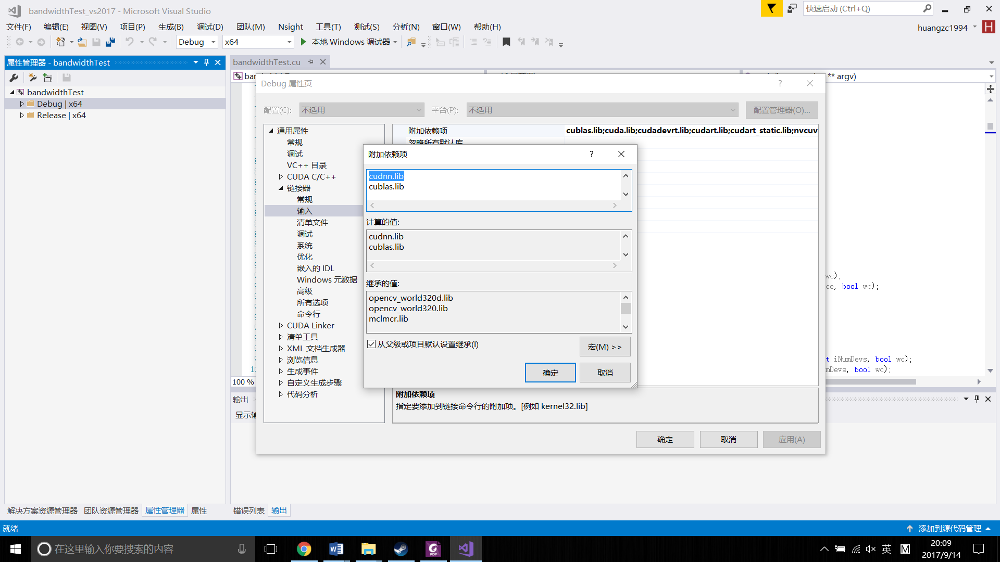 bandwidthTest_vs2017 - Microsoft Visual Studio
快速启动 (Ctrl+Q)
文件(F) 编辑(E) 视图(V) 项目(P) 生成(B) 调试(D) 团队(M) Nsight 工具(T) 测试(S) 分析(N) 窗口(W) 帮助(H)
huangzc1994
H
Debug x64 本地 Windows 调试器
属性管理器 - bandwidthTest
bandwidthTest
Debug | x64
Release | x64
bandwidthTest.cu
** argv)
Debug 属性页
?
配置(C): 不适用 平台(P): 不适用 配置管理器(O)...
通用属性
常规
调试
VC++ 目录
CUDA C/C++
链接器
常规
输入
清单文件
调试
系统
优化
嵌入的 IDL
Windows 元数据
高级
所有选项
命令行
CUDA Linker
清单工具
XML 文档生成器
浏览信息
生成事件
自定义生成步骤
代码分析
附加依赖项 cublas.lib;cuda.lib;cudadevrt.lib;cudart.lib;cudart_static.lib;nvcuv
忽略所有默认库
附加依赖项
?
cudnn.lib
cublas.lib
计算的值:
cudnn.lib
cublas.lib
继承的值:
opencv_world320d.lib
opencv_world320.lib
mclmcr.lib
从父级或项目默认设置继承(I)
宏(M) >>
确定 取消
附加依赖项
指定要添加到链接命令行的附加项。[例如 kernel32.lib]
确定 取消 应用(A)
wc);
ce, bool wc);
t iNumDevs, bool wc);
mDevs, bool wc);
100 %
输出
显示输
解决方案资源管理器 团队资源管理器 属性管理器 属性
错误列表 输出
就绪
添加到源代码管理
在这里输入你要搜索的内容
PDF
英
M
20:09
2017/9/14